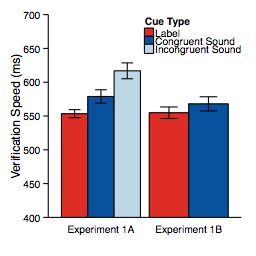 Cue Type
Label
Congruent Sound
Incongruent Sound
Verification Speed (ms)
700
650
600
550
500
450
400
Experiment 1A Experiment 1B